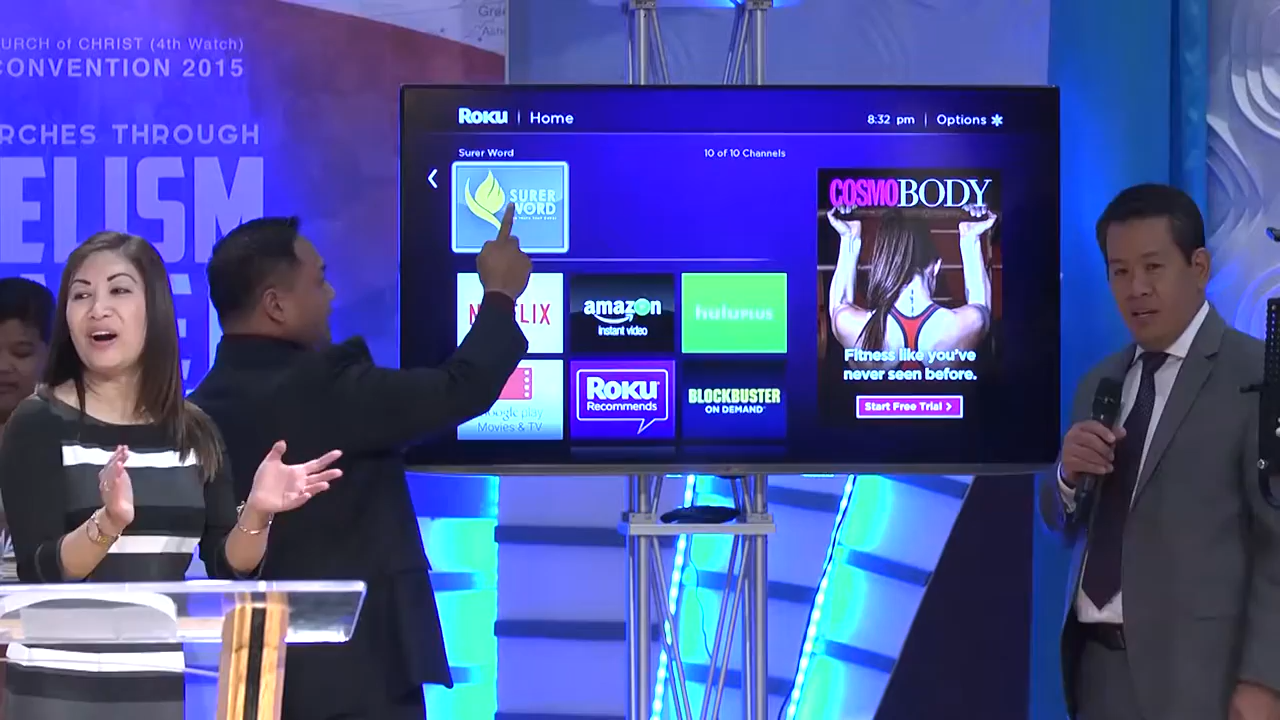 URCH of CHRIST (4th Watch)
CONVENTION 2015
RCHES THROUGH
ELISM
Roku | Home
8:32 pm | Options ✻
Surer Word
10 of 10 Channels
SURER
WORD
NETFLIX
amazon
instant video
huluPLUS
google play
Movies & TV
Roku
Recommends
BLOCKBUSTER
ON DEMAND
COSMOBODY
Fitness like you've
never seen before.
Start Free Trial >